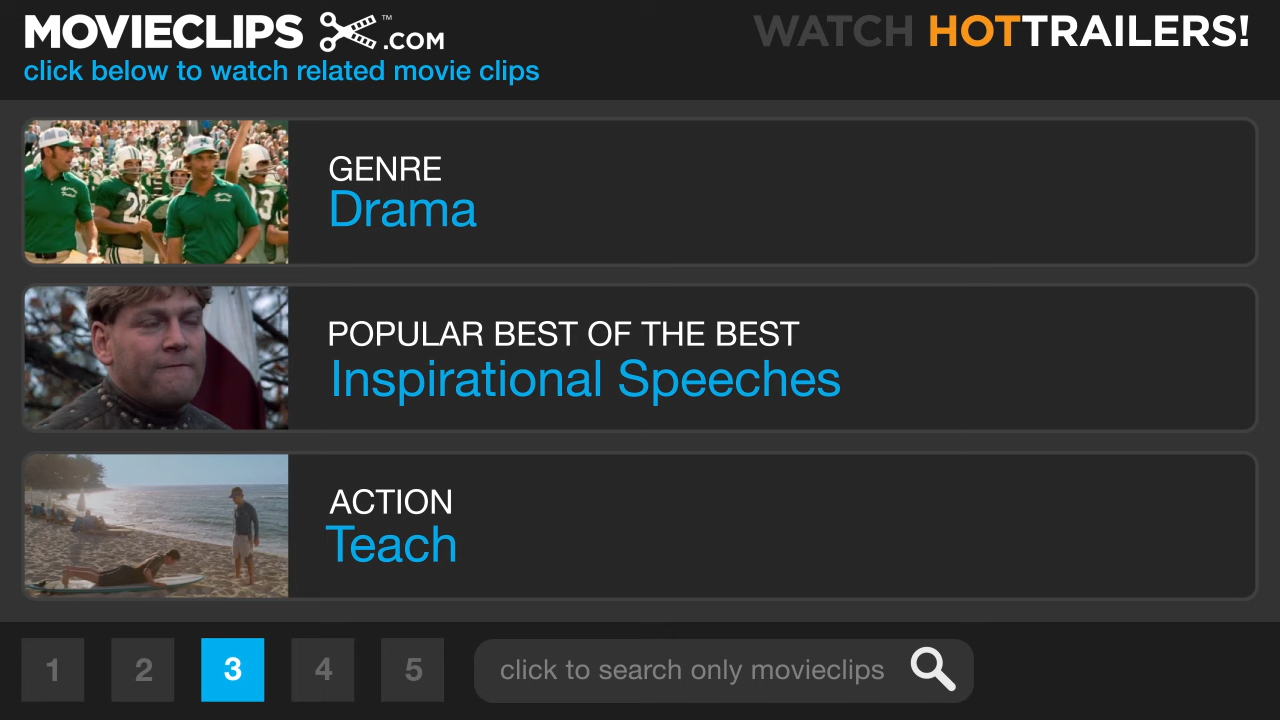 MOVIECLIPS ™ .COM
WATCH HOTTRAILERS!
click below to watch related movie clips
GENRE
Drama
POPULAR BEST OF THE BEST
Inspirational Speeches
ACTION
Teach
1 2 3 4 5
click to search only movieclips